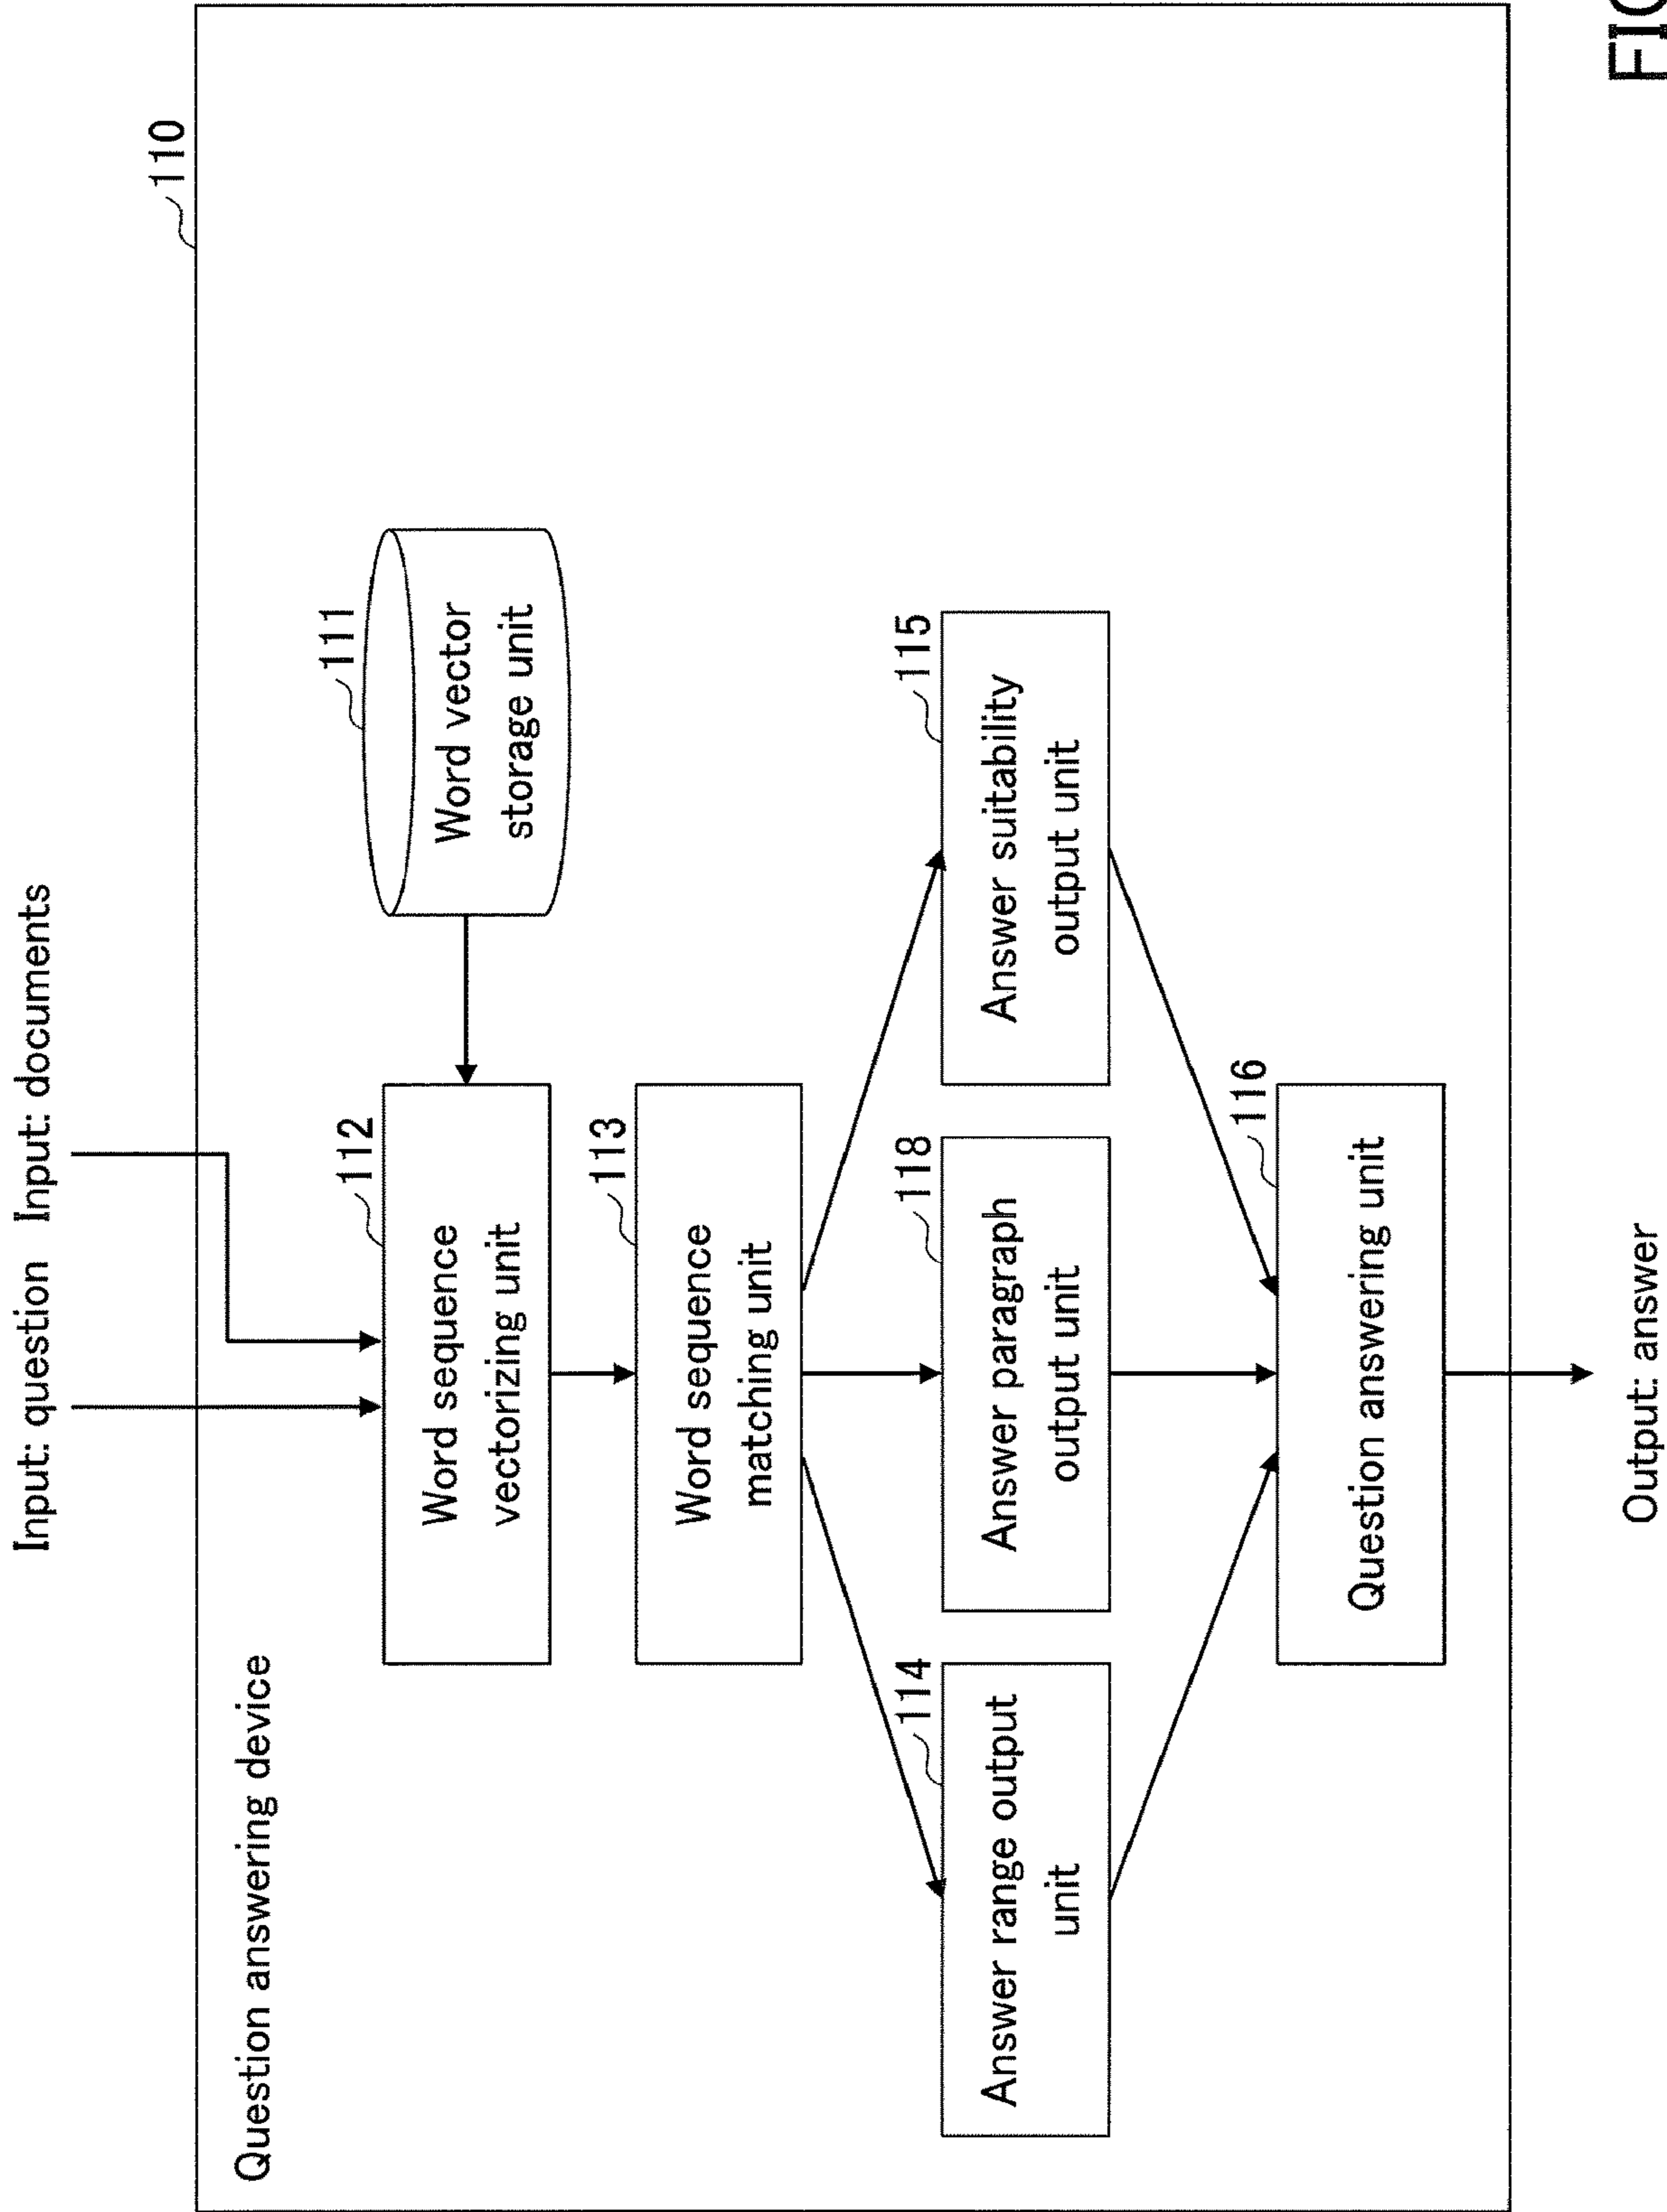 Input: question
Input: documents
110
Question answering device
112
Word sequence
vectorizing unit
111
Word vector
storage unit
113
Word sequence
matching unit
114
Answer range output
unit
118
Answer paragraph
output unit
115
Answer suitability
output unit
116
Question answering unit
Output: answer